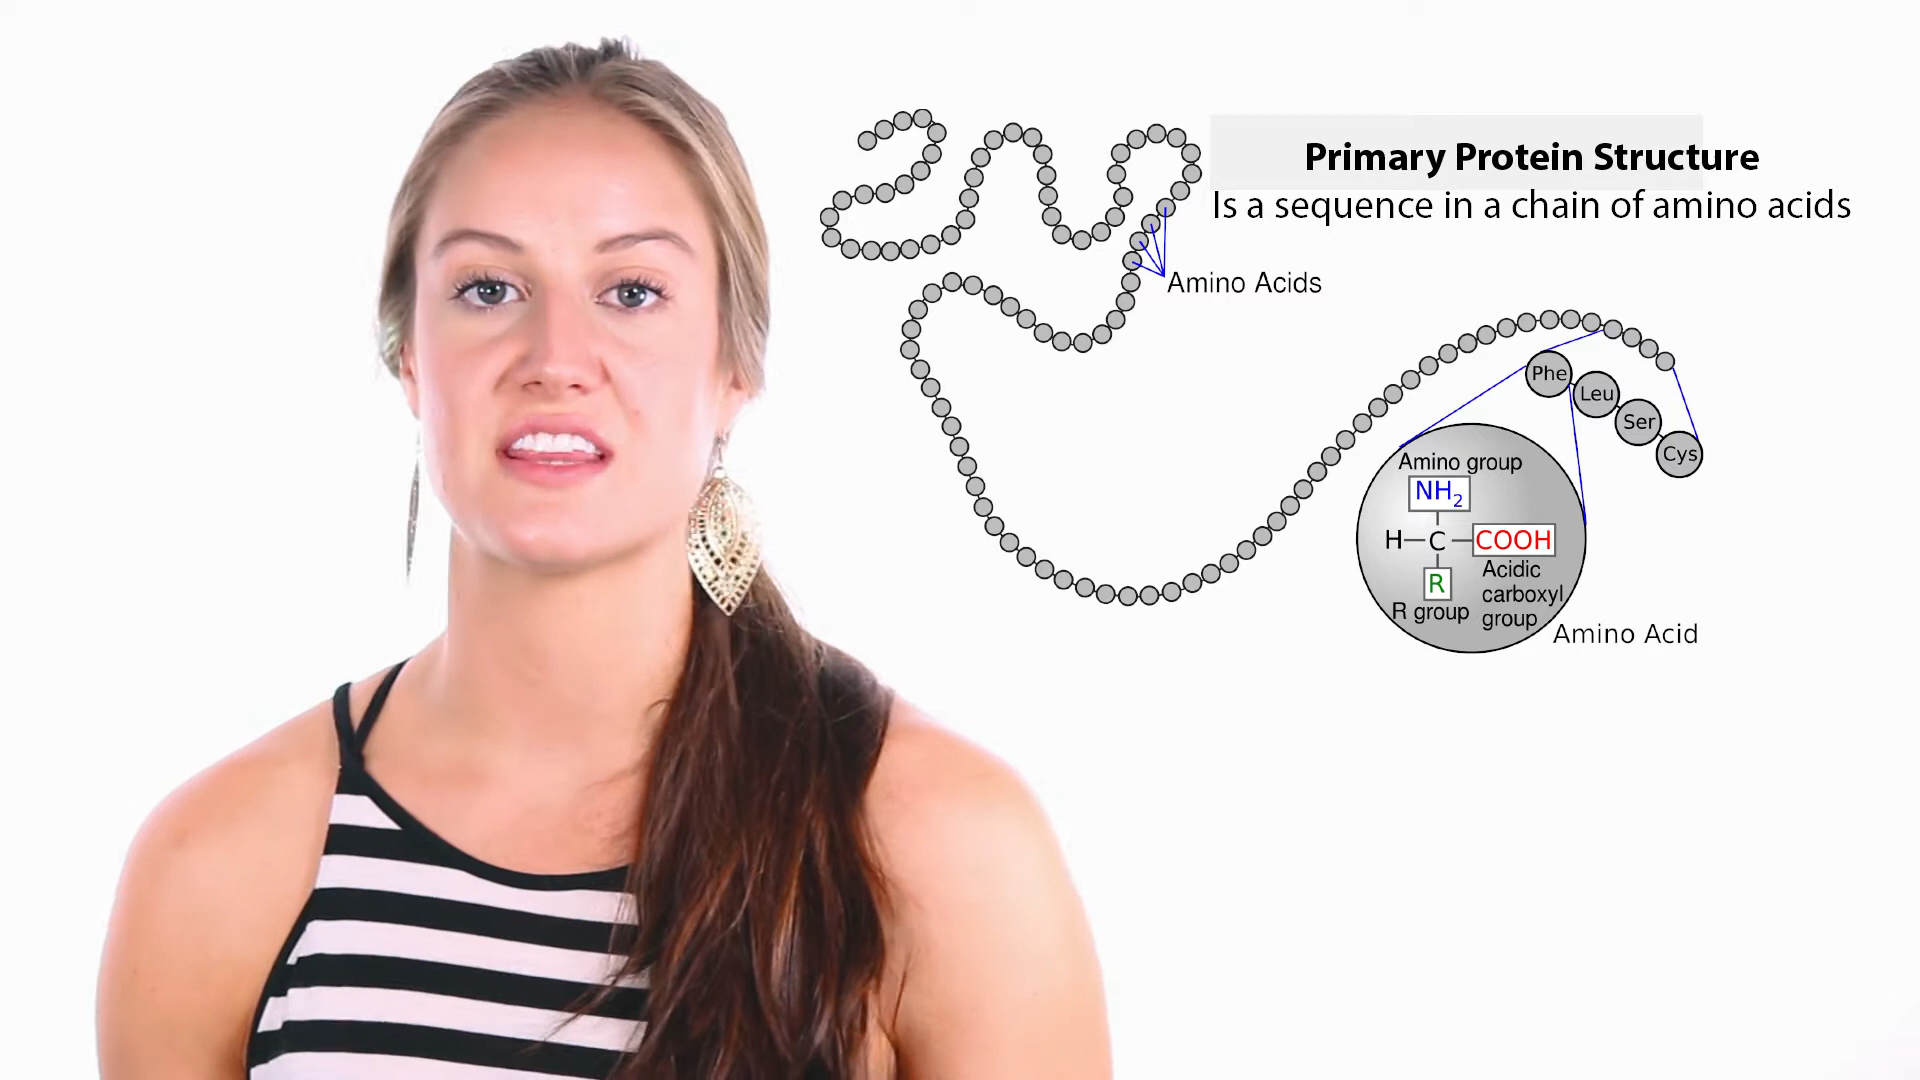 Primary Protein Structure
Is a sequence in a chain of amino acids
Amino Acids
Phe
Leu
Ser
Cys
Amino group
NH₂
H C COOH
R
R group
Acidic
carboxyl
group
Amino Acid